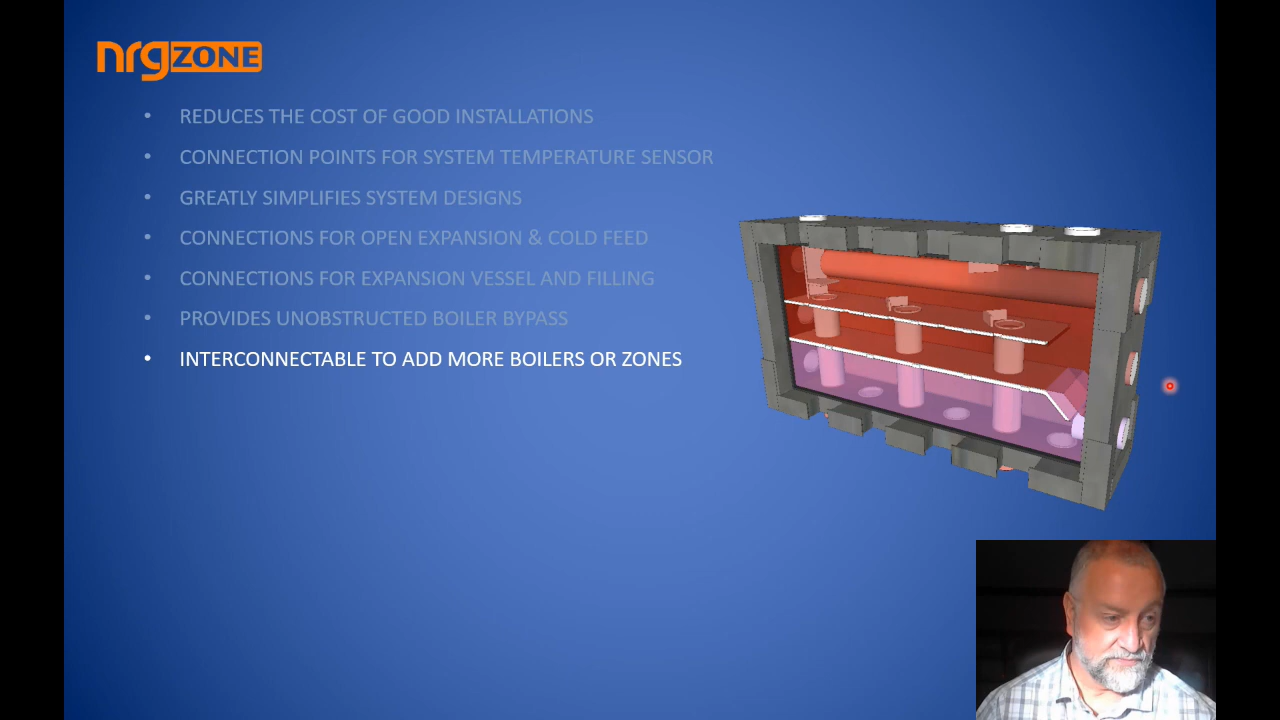 nrgZONE
• REDUCES THE COST OF GOOD INSTALLATIONS
• CONNECTION POINTS FOR SYSTEM TEMPERATURE SENSOR
• GREATLY SIMPLIFIES SYSTEM DESIGNS
• CONNECTIONS FOR OPEN EXPANSION & COLD FEED
• CONNECTIONS FOR EXPANSION VESSEL AND FILLING
• PROVIDES UNOBSTRUCTED BOILER BYPASS
• INTERCONNECTABLE TO ADD MORE BOILERS OR ZONES